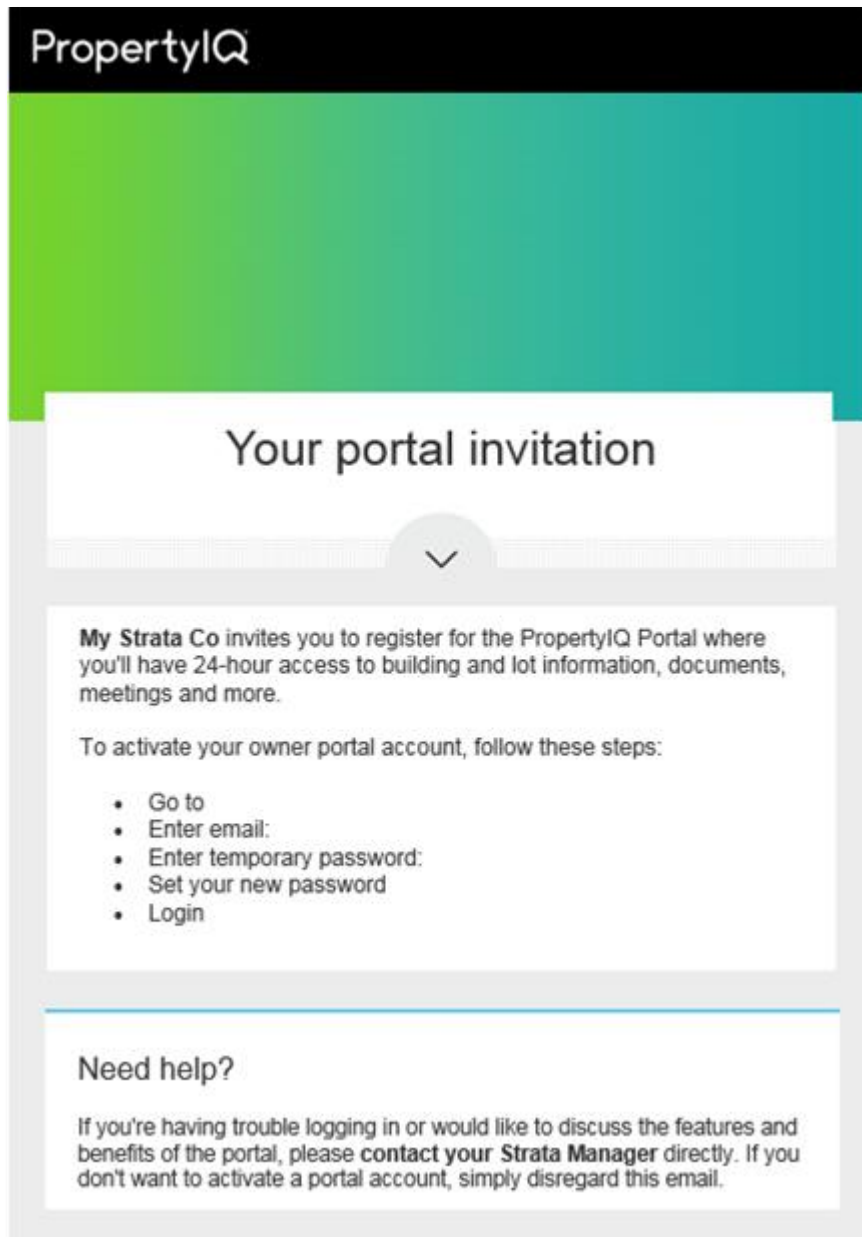 PropertyIQ
Your portal invitation
My Strata Co invites you to register for the PropertyIQ Portal where
you'll have 24-hour access to building and lot information, documents,
meetings and more.
To activate your owner portal account, follow these steps:
• Go to
• Enter email:
• Enter temporary password:
• Set your new password
• Login
Need help?
If you're having trouble logging in or would like to discuss the features and
benefits of the portal, please contact your Strata Manager directly. If you
don't want to activate a portal account, simply disregard this email.